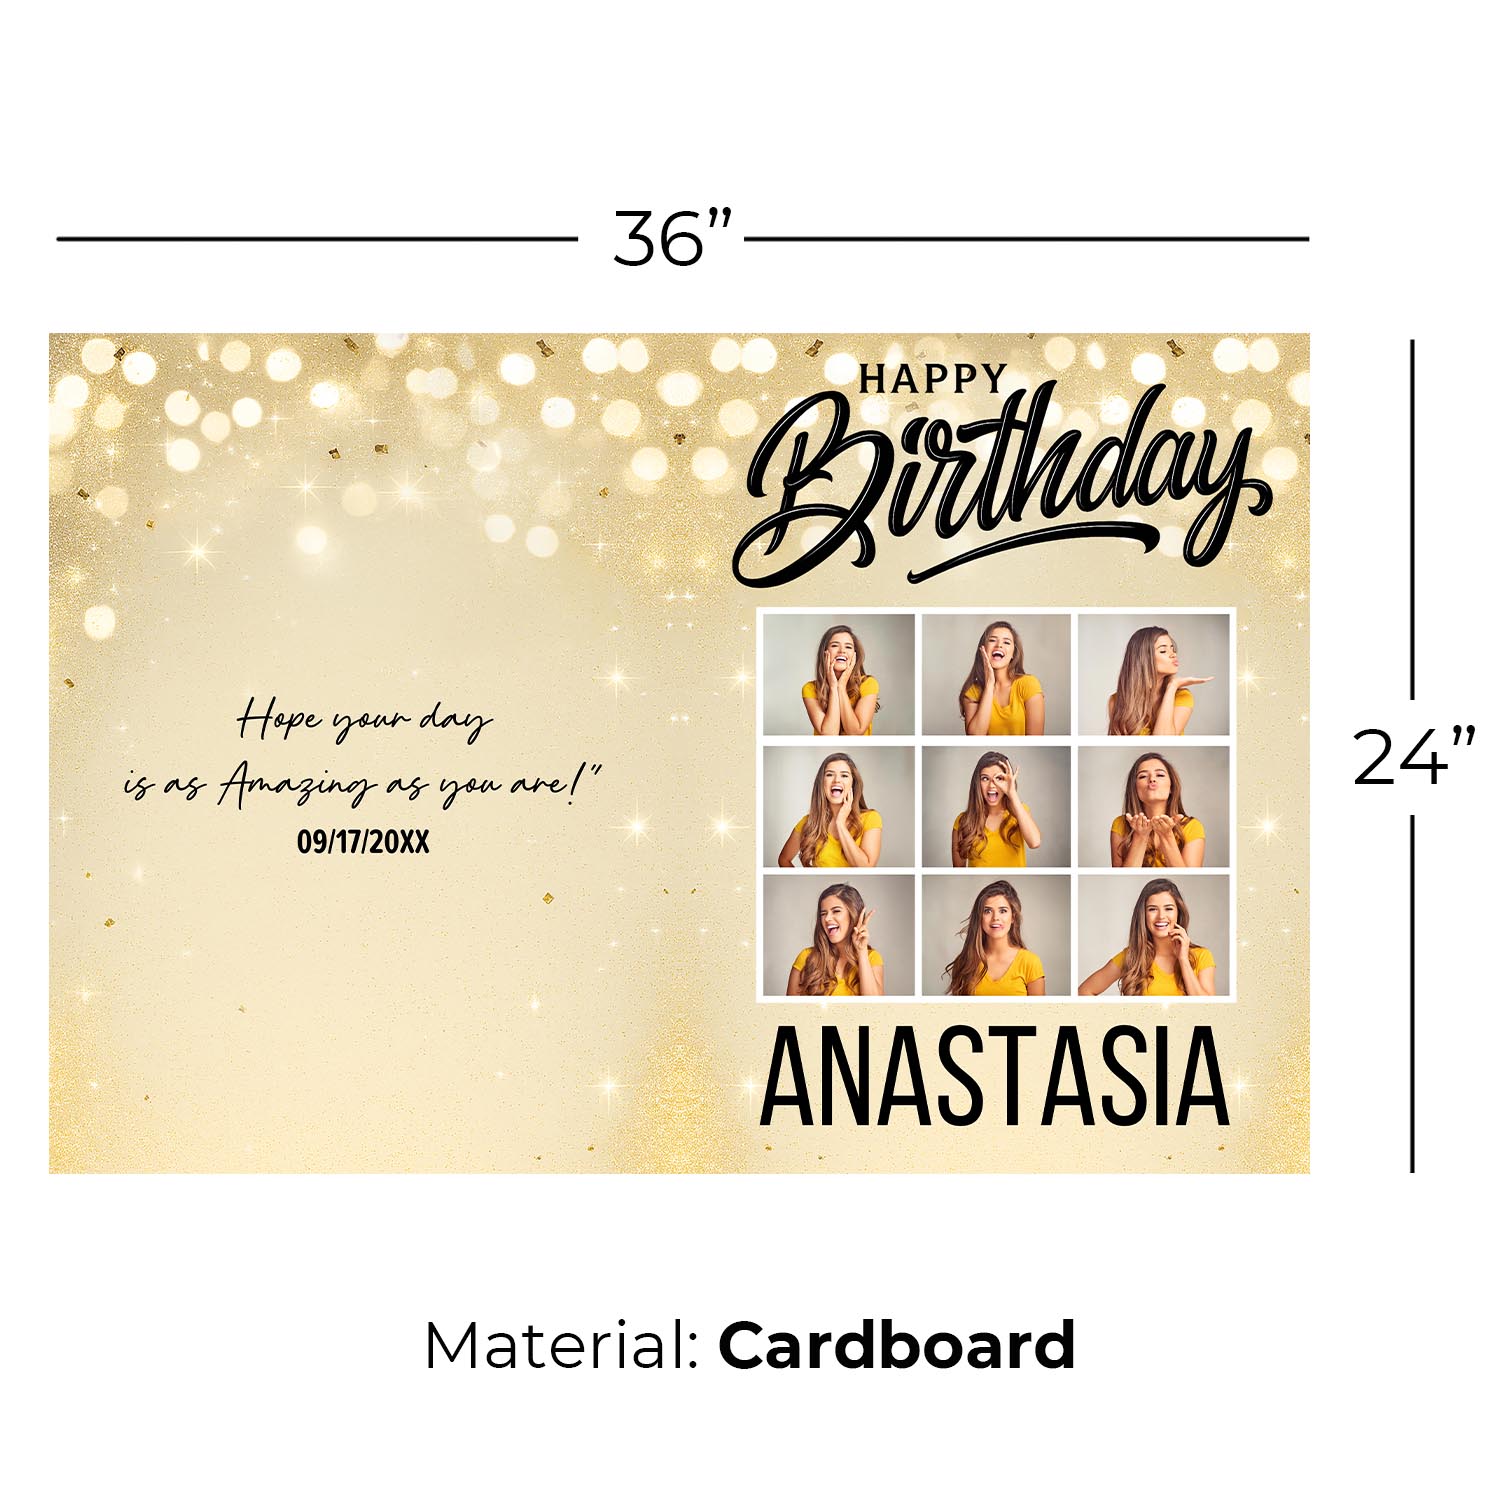 36”
HAPPY
Birthday
Hope your day
is as Amazing as you are!”
09/17/20XX
ANASTASIA
24”
Material: Cardboard